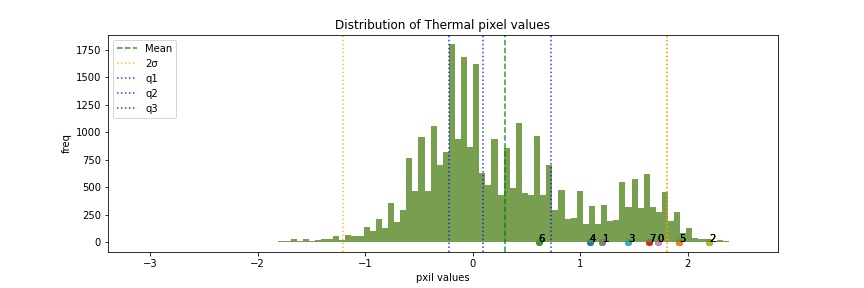 Distribution of Thermal pixel values
Mean
2σ
q1
q2
q3
freq
1750
1500
1250
1000
750
500
250
0
6 4 1 3 7 0 5 2
−3 −2 −1 0 1 2
pxil values